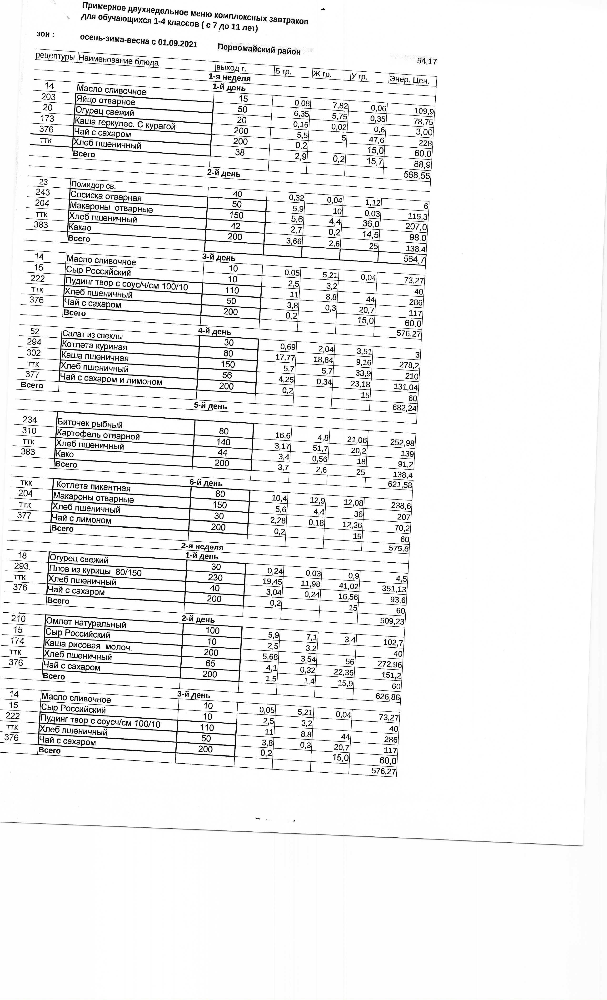 Примерное двухнедельное меню комплексных завтраков
для обучающихся 1-4 классов ( с 7 до 11 лет)
зон : осень-зима-весна с 01.09.2021 Первомайский район
54,17
рецептуры Наименование блюда выход г. Б гр. Ж гр. У гр. Энер. Цен.
1-я неделя
1-й день
14 Масло сливочное 15 0,08 7,82 0,06 109,9
203 Яйцо отварное 50 6,35 5,75 0,35 78,75
20 Огурец свежий 20 0,16 0,02 0,6 3,00
173 Каша геркулес. С курагой 200 5,5 5 47,6 228
376 Чай с сахаром 200 0,2 15,0 60,0
ттк Хлеб пшеничный 38 2,9 0,2 15,7 88,9
Всего 568,55
2-й день
23 Помидор св. 40 0,32 0,04 1,12 6
243 Сосиска отварная 50 5,9 10 0,03 115,3
204 Макароны отварные 150 5,6 4,4 36,0 207,0
ттк Хлеб пшеничный 42 2,7 0,2 14,5 98,0
383 Какао 200 3,66 2,6 25 138,4
Всего 564,7
3-й день
14 Масло сливочное 10 0,05 5,21 0,04 73,27
15 Сыр Российский 10 2,5 3,2 40
222 Пудинг твор с соус/ч/см 100/10 110 11 8,8 44 286
ттк Хлеб пшеничный 50 3,8 0,3 20,7 117
376 Чай с сахаром 200 0,2 15,0 60,0
Всего 576,27
4-й день
52 Салат из свеклы 30 0,69 2,04 3,51 3
294 Котлета куриная 80 17,77 18,84 9,16 278,2
302 Каша пшеничная 150 5,7 5,7 33,9 210
ттк Хлеб пшеничный 56 4,25 0,34 23,18 131,04
377 Чай с сахаром и лимоном 200 0,2 15 60
Всего 682,24
5-й день
234 Биточек рыбный 80 16,6 4,8 21,06 252,98
310 Картофель отварной 140 3,17 51,7 20,2 139
ттк Хлеб пшеничный 44 3,4 0,56 18 91,2
383 Како 200 3,7 2,6 25 138,4
Всего 621,58
6-й день
ткк Котлета пикантная 80 10,4 12,9 12,08 238,6
204 Макароны отварные 150 5,6 4,4 36 207
ттк Хлеб пшеничный 30 2,28 0,18 12,36 70,2
377 Чай с лимоном 200 0,2 15 60
Всего 575,8
2-я неделя
1-й день
18 Огурец свежий 30 0,24 0,03 0,9 4,5
293 Плов из курицы 80/150 230 19,45 11,98 41,02 351,13
ттк Хлеб пшеничный 40 3,04 0,24 16,56 93,6
376 Чай с сахаром 200 0,2 15 60
Всего 509,23
2-й день
210 Омлет натуральный 100 5,9 7,1 3,4 102,7
15 Сыр Российский 10 2,5 3,2 40
174 Каша рисовая молоч. 200 5,68 3,54 56 272,96
ттк Хлеб пшеничный 65 4,1 0,32 22,36 151,2
376 Чай с сахаром 200 1,5 1,4 15,9 60
Всего 626,86
3-й день
14 Масло сливочное 10 0,05 5,21 0,04 73,27
15 Сыр Российский 10 2,5 3,2 40
222 Пудинг твор с соусч/см 100/10 110 11 8,8 44 286
ттк Хлеб пшеничный 50 3,8 0,3 20,7 117
376 Чай с сахаром 200 0,2 15,0 60,0
Всего 576,27